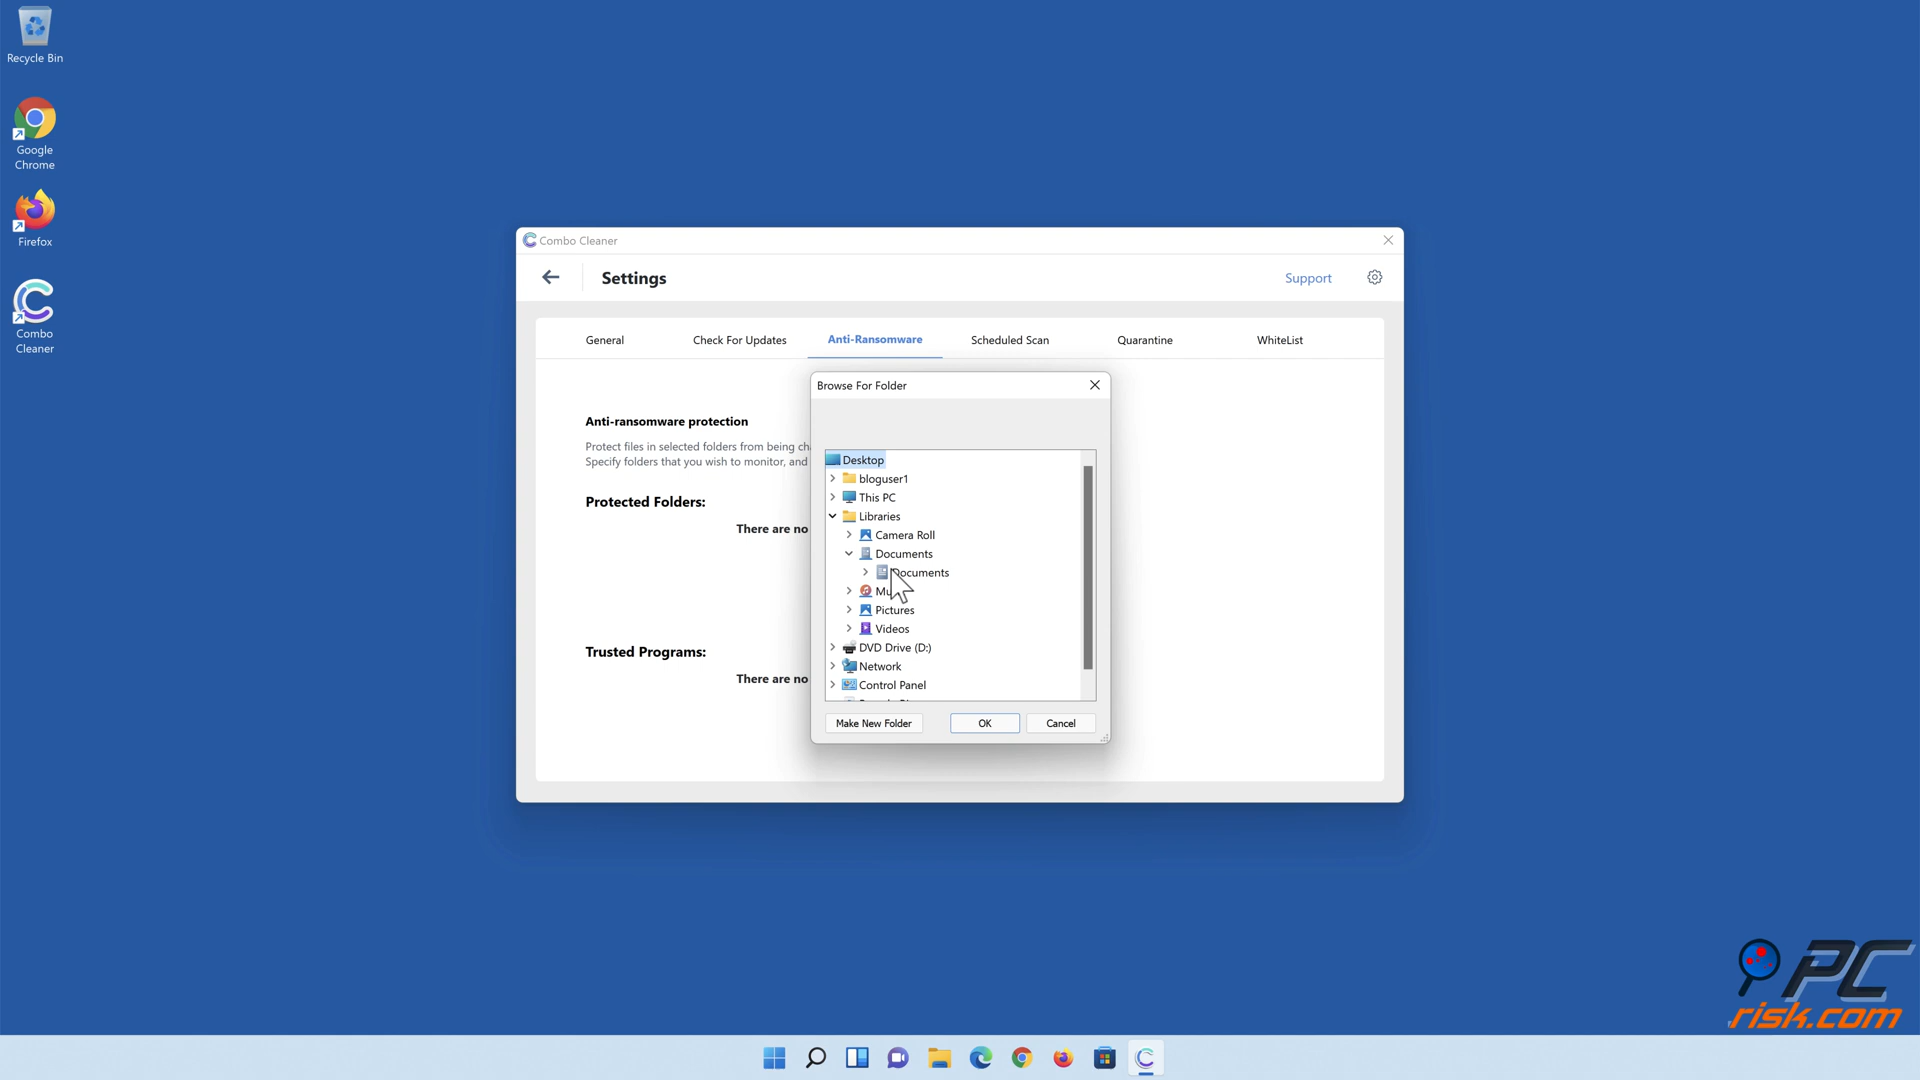 Recycle Bin
Google
Chrome
Firefox
Combo
Cleaner
Combo Cleaner
Settings
Support
General
Check For Updates
Anti-Ransomware
Scheduled Scan
Quarantine
WhiteList
Anti-ransomware protection
Protect files in selected folders from being ch
Specify folders that you wish to monitor, and
Protected Folders:
There are no
Trusted Programs:
There are no
Browse For Folder
Desktop
bloguser1
This PC
Libraries
Camera Roll
Documents
Documents
Mu
Pictures
Videos
DVD Drive (D:)
Network
Control Panel
Make New Folder
OK
Cancel
PC
risk.com